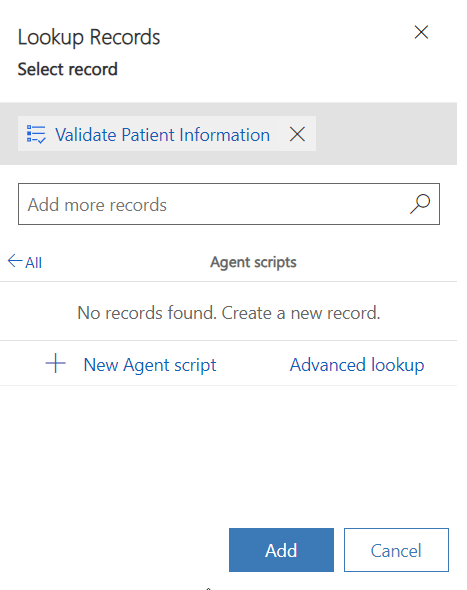 Lookup Records
Select record
Validate Patient Information
Add more records
All
Agent scripts
No records found. Create a new record.
New Agent script
Advanced lookup
Add
Cancel